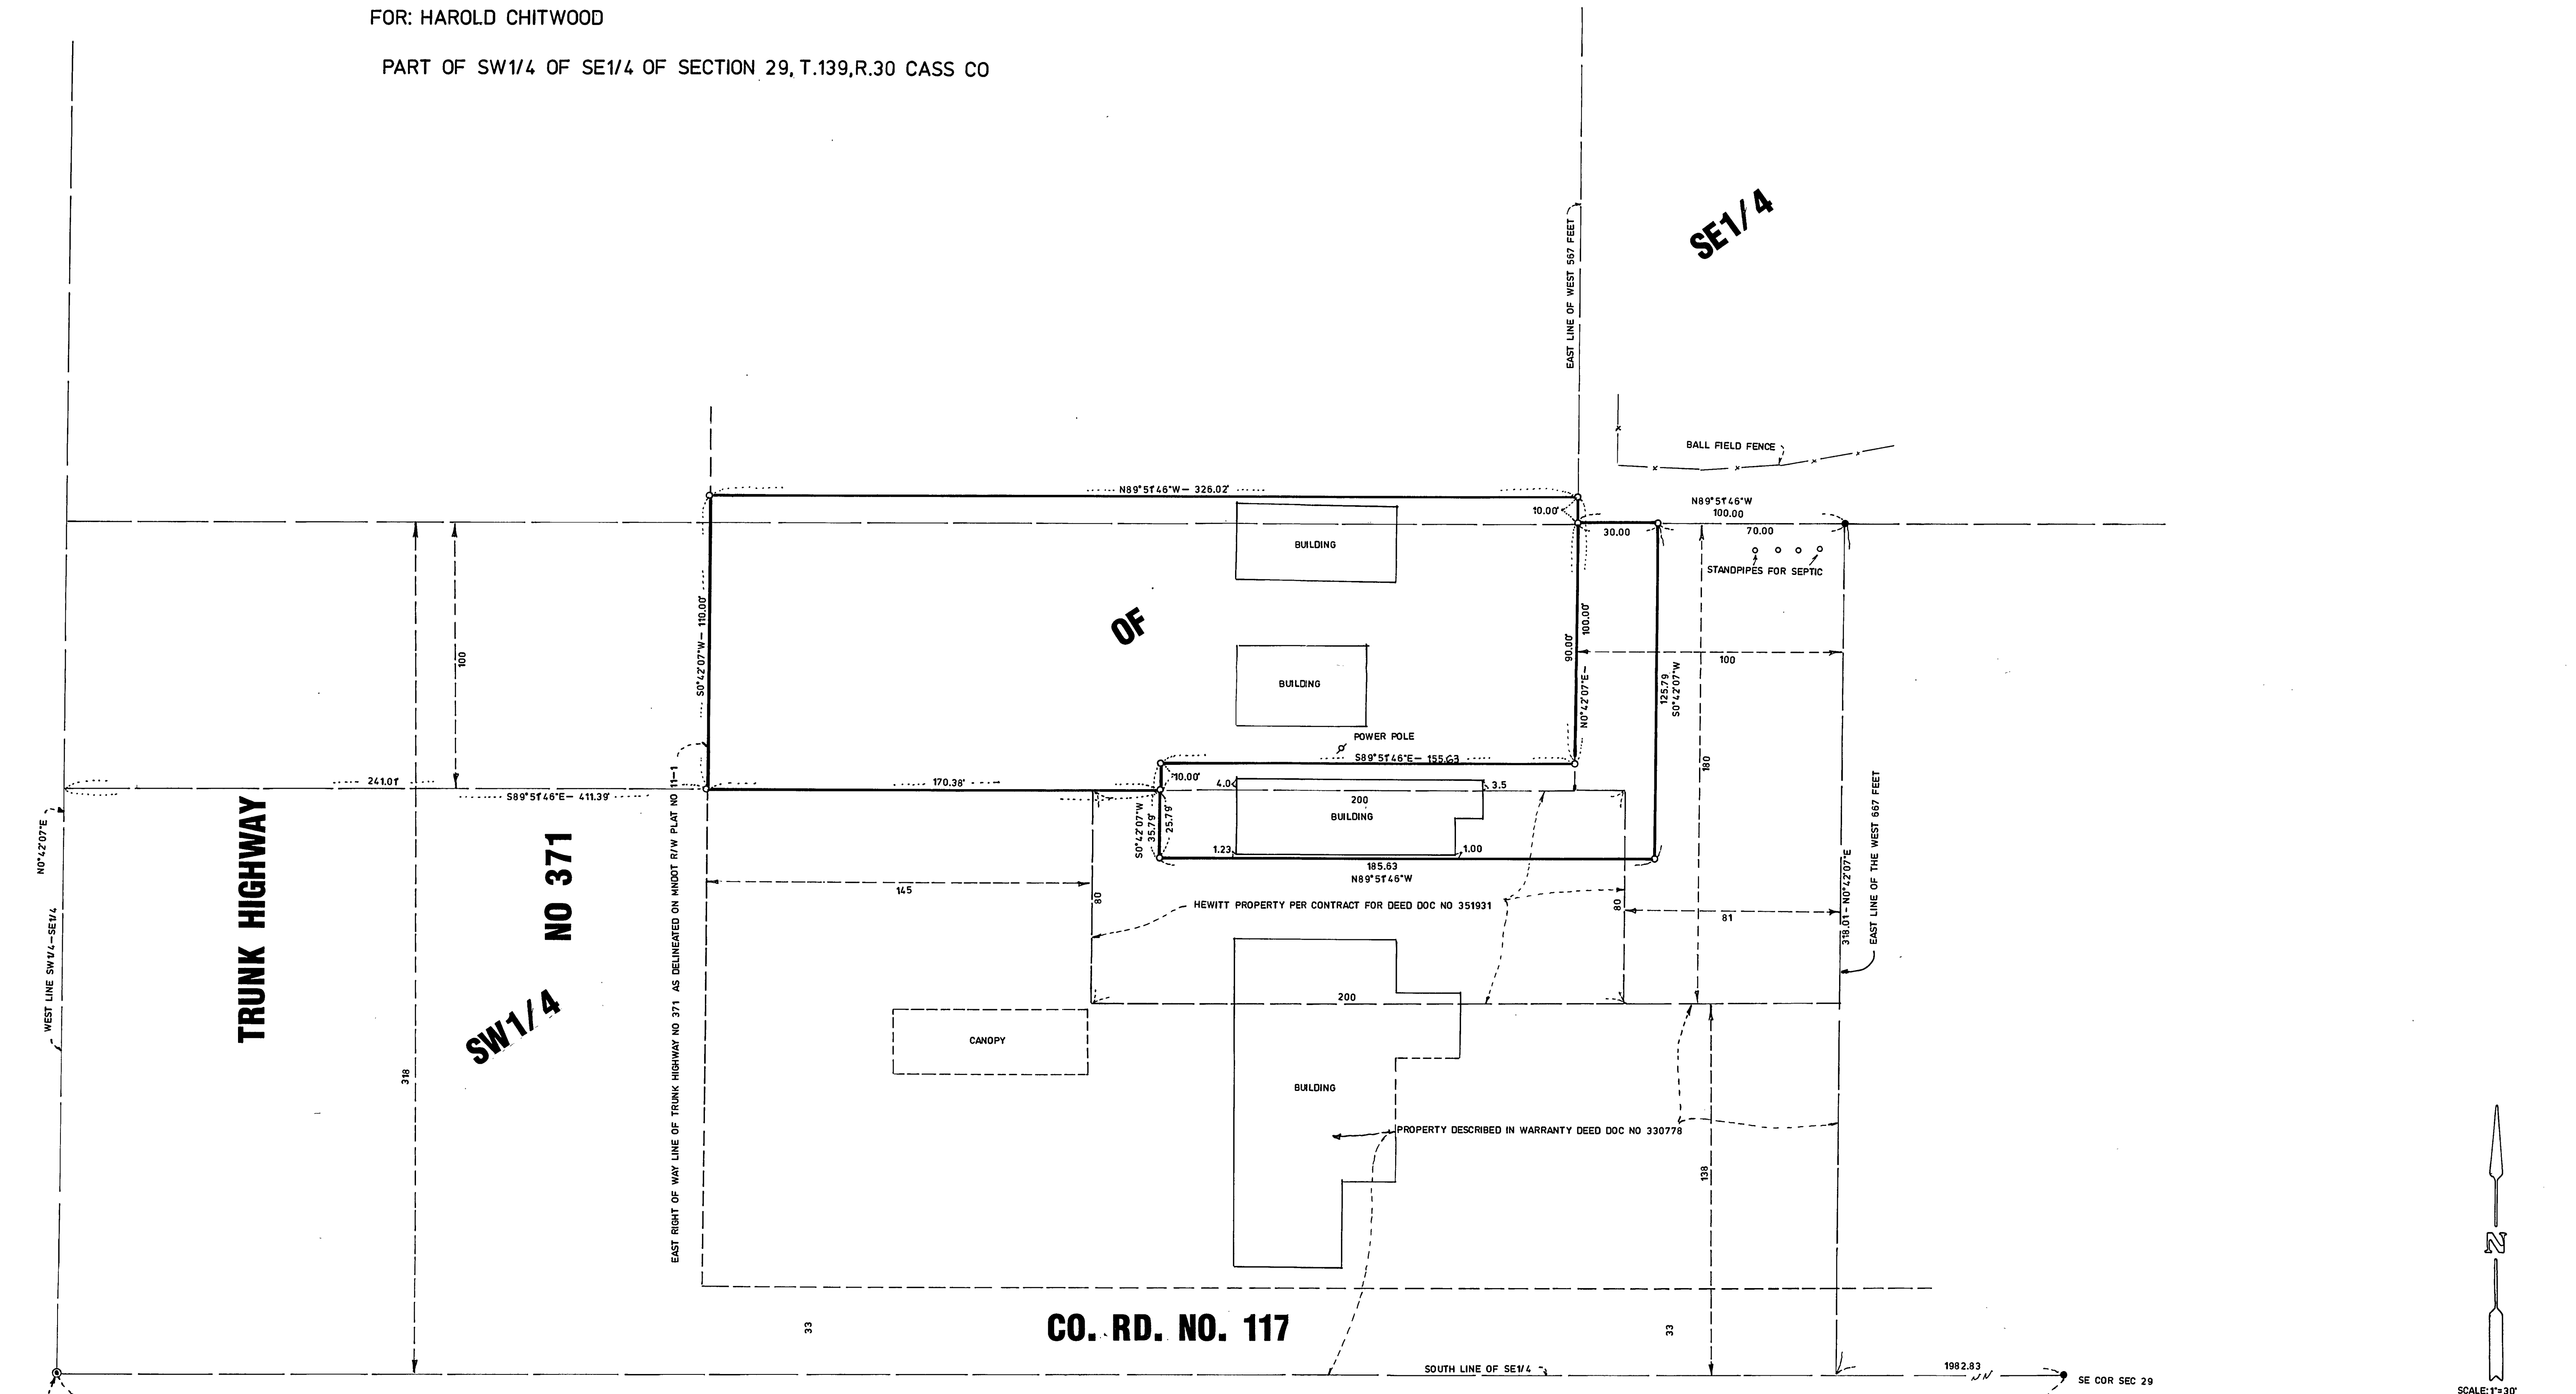 FOR: HAROLD CHITWOOD
PART OF SW1/4 OF SE1/4 OF SECTION 29, T.139,R.30 CASS CO
EAST LINE OF WEST 567 FEET
SE1/4
BALL FIELD FENCE
N89°51'46"W- 326.02'
N89°51'46"W
100.00
10.00'
30.00
70.00
BUILDING
STANDPIPES FOR SEPTIC
OF
S0°42'07"W- 110.00'
100
90.00'
100.00'
N0°42'07"E-
100
125.79
S0°42'07"W
BUILDING
POWER POLE
S89°51'46"E- 155.63
180
241.01'
170.38'
10.00'
4.0
3.5
S89°51'46"E- 411.39'
200
BUILDING
S0°42'07"W
35.79'
25.79'
1.23
1.00
185.63
N89°51'46"W
145
80
HEWITT PROPERTY PER CONTRACT FOR DEED DOC NO 351931
80
81
318.01- N0°42'07"E
EAST LINE OF THE WEST 667 FEET
N0°42'07"E
WEST LINE SW1/4-SE1/4
TRUNK HIGHWAY
NO 371
SW1/4
EAST RIGHT OF WAY LINE OF TRUNK HIGHWAY NO 371 AS DELINEATED ON MNDOT R/W PLAT NO 11-1
200
CANOPY
318
BUILDING
PROPERTY DESCRIBED IN WARRANTY DEED DOC NO 330778
138
33
CO. RD. NO. 117
33
SOUTH LINE OF SE1/4
1982.83
SE COR SEC 29
N
SCALE:1"=30'